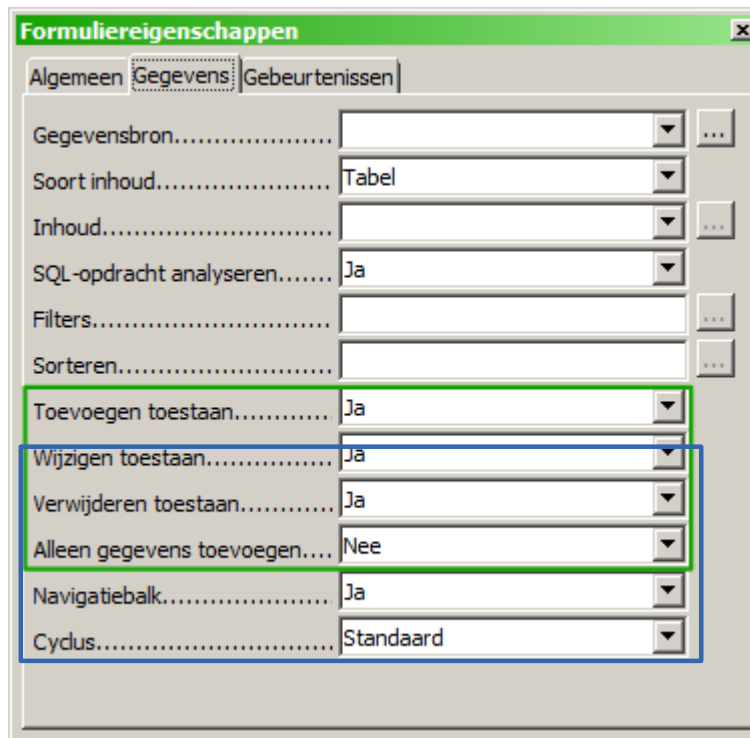 Formuliereigenschappen
Algemeen Gegevens Gebeurtenissen
Gegevensbron.................... ...
Soort inhoud...................... Tabel
Inhoud............................. ...
SQL-opdracht analyseren....... Ja
Filters............................. ...
Sorteren........................... ...
Toevoegen toestaan............. Ja
Wijzigen toestaan................ Ja
Verwijderen toestaan............ Ja
Alleen gegevens toevoegen.... Nee
Navigatiebalk...................... Ja
Cyclus.............................. Standaard